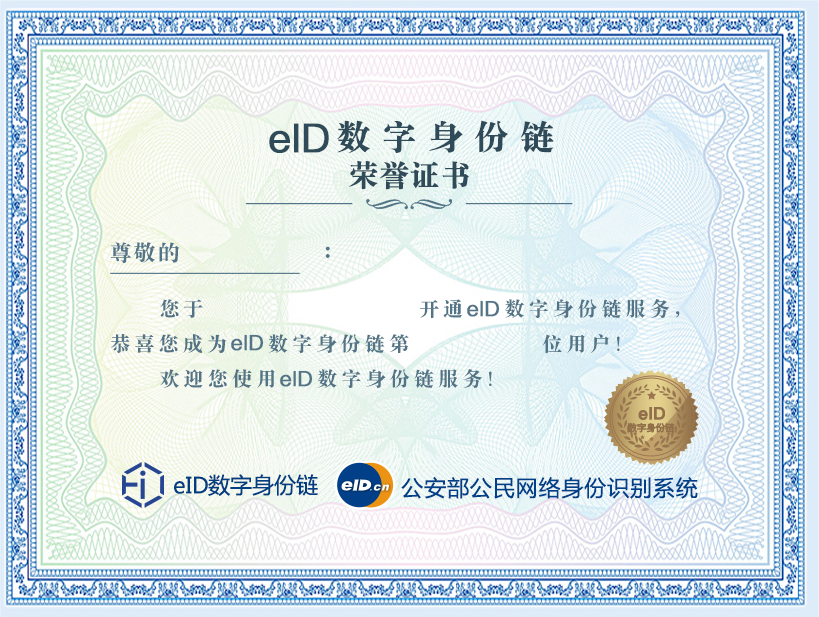 eID数字身份链
荣誉证书
尊敬的 :
您于 开通eID数字身份链服务,
恭喜您成为eID数字身份链第 位用户!
欢迎您使用eID数字身份链服务!
eID
数字身份链
eID数字身份链
eID.cn 公安部公民网络身份识别系统